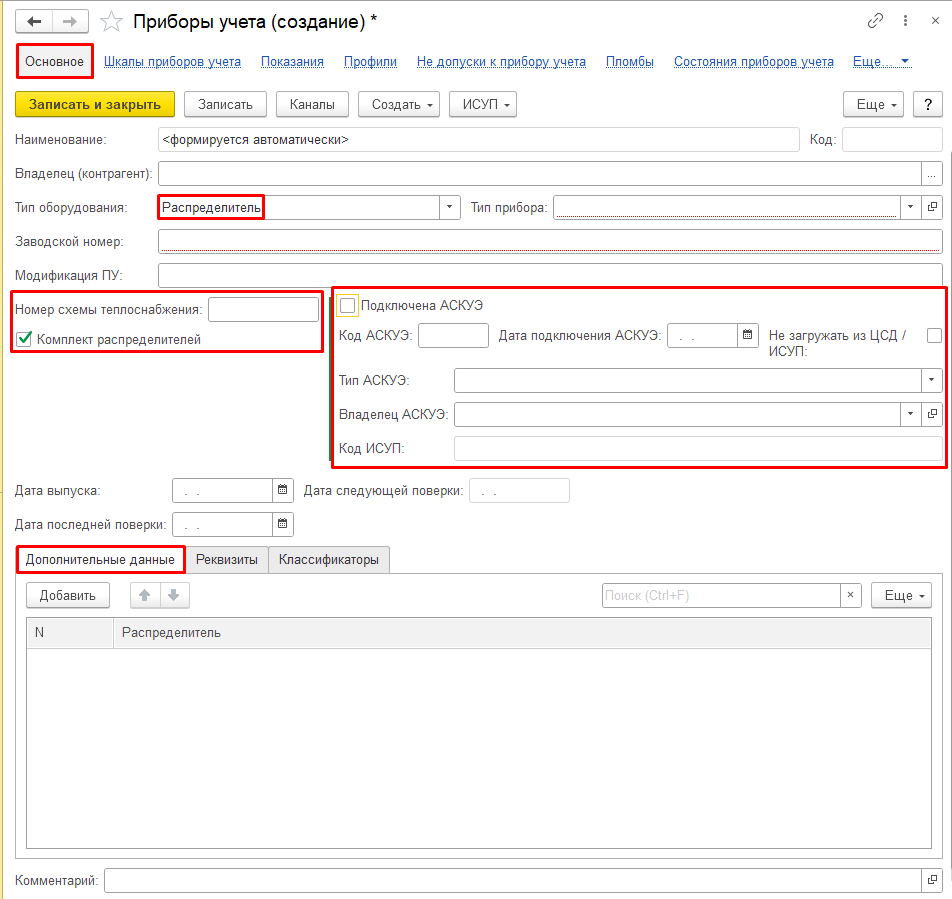 Приборы учета (создание) *
Основное Шкалы приборов учета Показания Профили Не допуски к прибору учета Пломбы Состояния приборов учета Еще...
Записать и закрыть Записать Каналы Создать ИСУП Еще ?
Наименование: <формируется автоматически> Код:
Владелец (контрагент): ...
Тип оборудования: Распределитель Тип прибора:
Заводской номер:
Модификация ПУ:
Номер схемы теплоснабжения:
Комплект распределителей
Подключена АСКУЭ
Код АСКУЭ: Дата подключения АСКУЭ: . . Не загружать из ЦСД /
ИСУП:
Тип АСКУЭ:
Владелец АСКУЭ:
Код ИСУП:
Дата выпуска: . . Дата следующей поверки: . .
Дата последней поверки: . .
Дополнительные данные Реквизиты Классификаторы
Добавить Поиск (Ctrl+F) × Еще
N Распределитель
Комментарий: